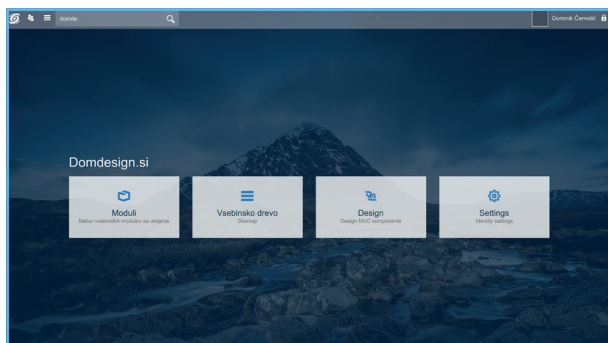 domde
Dominik Černelič
Domdesign.si
Moduli
Nabor vsebinskih modulov za urejanje
Vsebinsko drevo
Sitemap
Design
Design MVC components
Settings
Identity settings